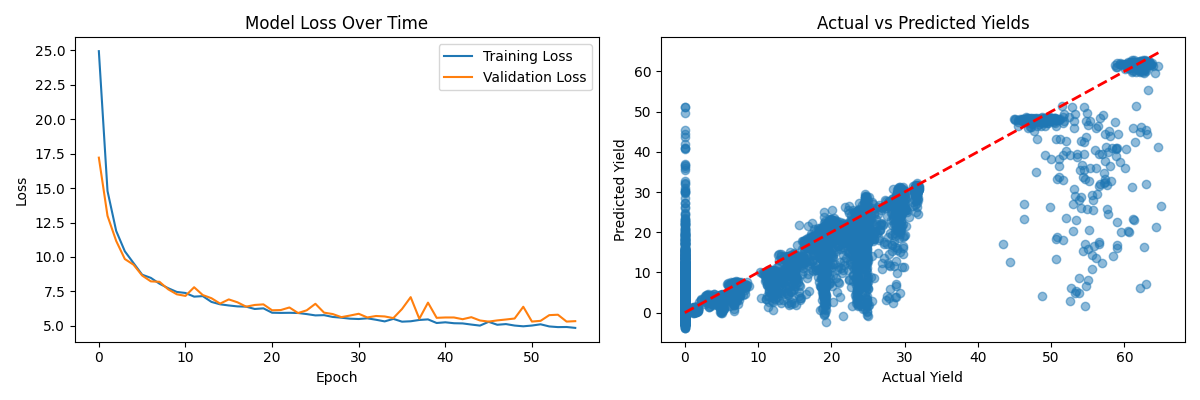 Model Loss Over Time
25.0
22.5
20.0
17.5
15.0
12.5
10.0
7.5
5.0
Loss
0 10 20 30 40 50
Epoch
Training Loss
Validation Loss
Actual vs Predicted Yields
60
50
40
30
20
10
0
Predicted Yield
0 10 20 30 40 50 60
Actual Yield